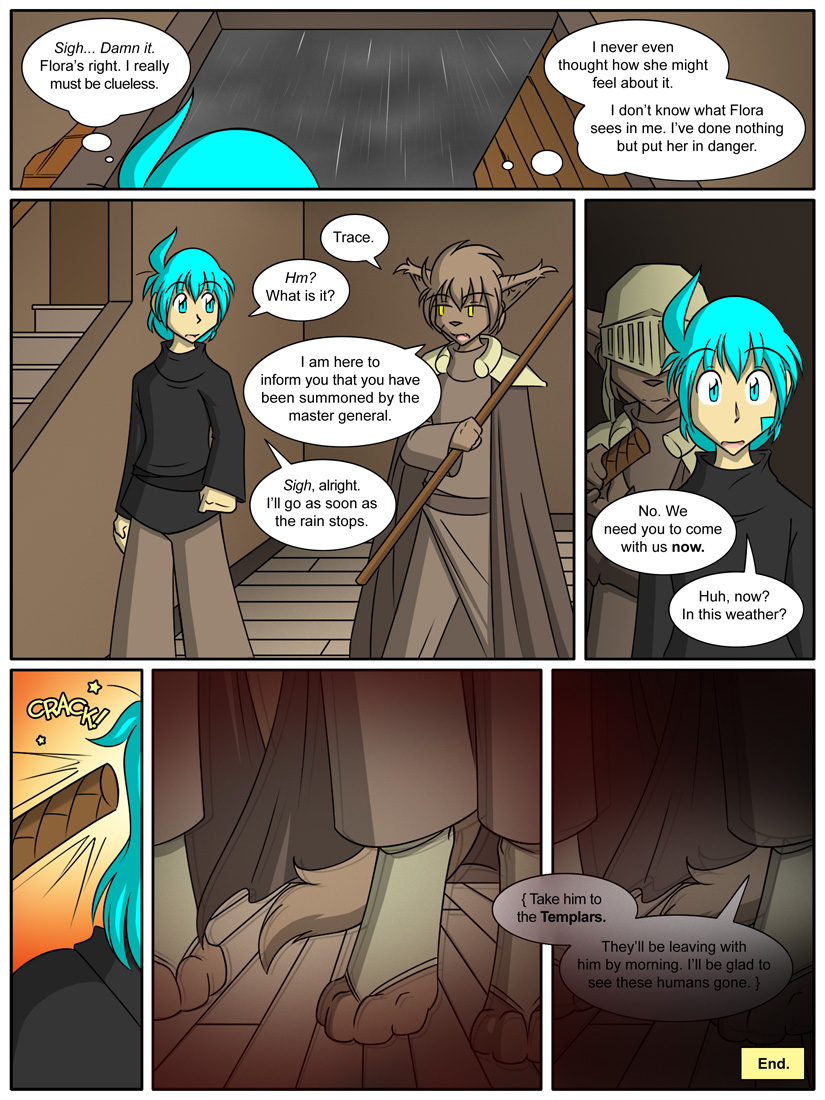 Sigh... Damn it.
Flora's right. I really
must be clueless.
I never even
thought how she might
feel about it.
I don't know what Flora
sees in me. I've done nothing
but put her in danger.
Trace.
Hm?
What is it?
I am here to
inform you that you have
been summoned by the
master general.
Sigh, alright.
I'll go as soon as
the rain stops.
No. We
need you to come
with us now.
Huh, now?
In this weather?
CRACK!
{ Take him to
the Templars.
They'll be leaving with
him by morning. I'll be glad to
see these humans gone. }
End.